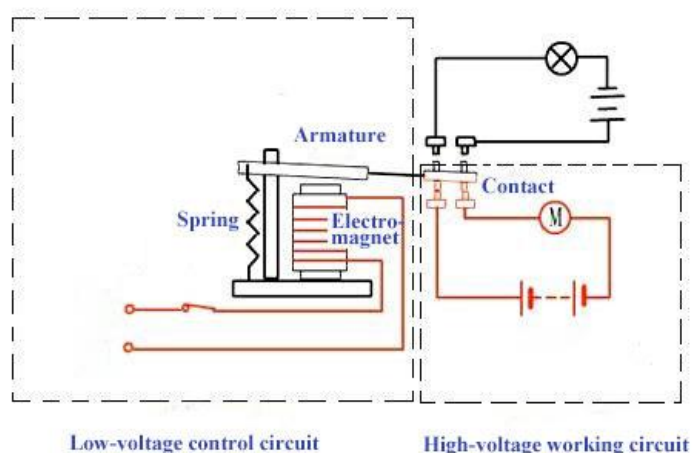 Armature
Contact
Spring
Electro-
magnet
M
Low-voltage control circuit
High-voltage working circuit